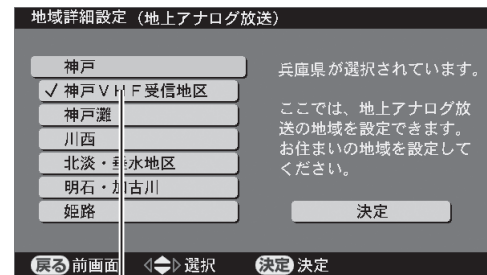 地域詳細設定（地上アナログ放送）
神戸
✓ 神戸ＶＨＦ受信地区
神戸灘
川西
北淡・垂水地区
明石・加古川
姫路
兵庫県が選択されています。
ここでは、地上アナログ放
送の地域を設定できます。
お住まいの地域を設定して
ください。
決定
戻る 前画面 選択 決定 決定